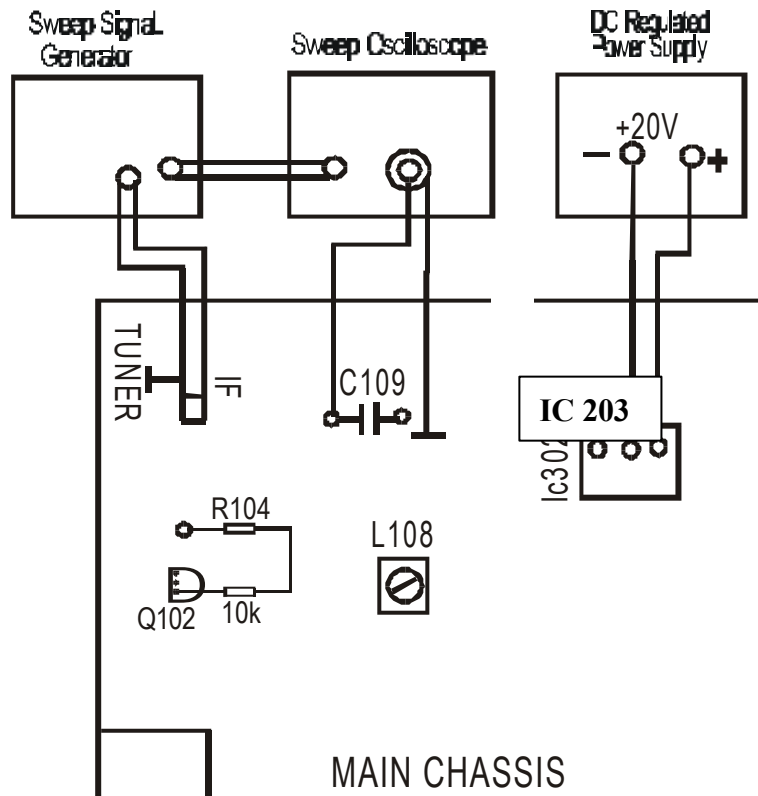 Sweep Signal
Generator
Sweep Oscilloscope
DC Regulated
Power Supply
+20V
− +
TUNER
IF
C109
IC 203
Ic302
R104
L108
Q102
10k
MAIN CHASSIS